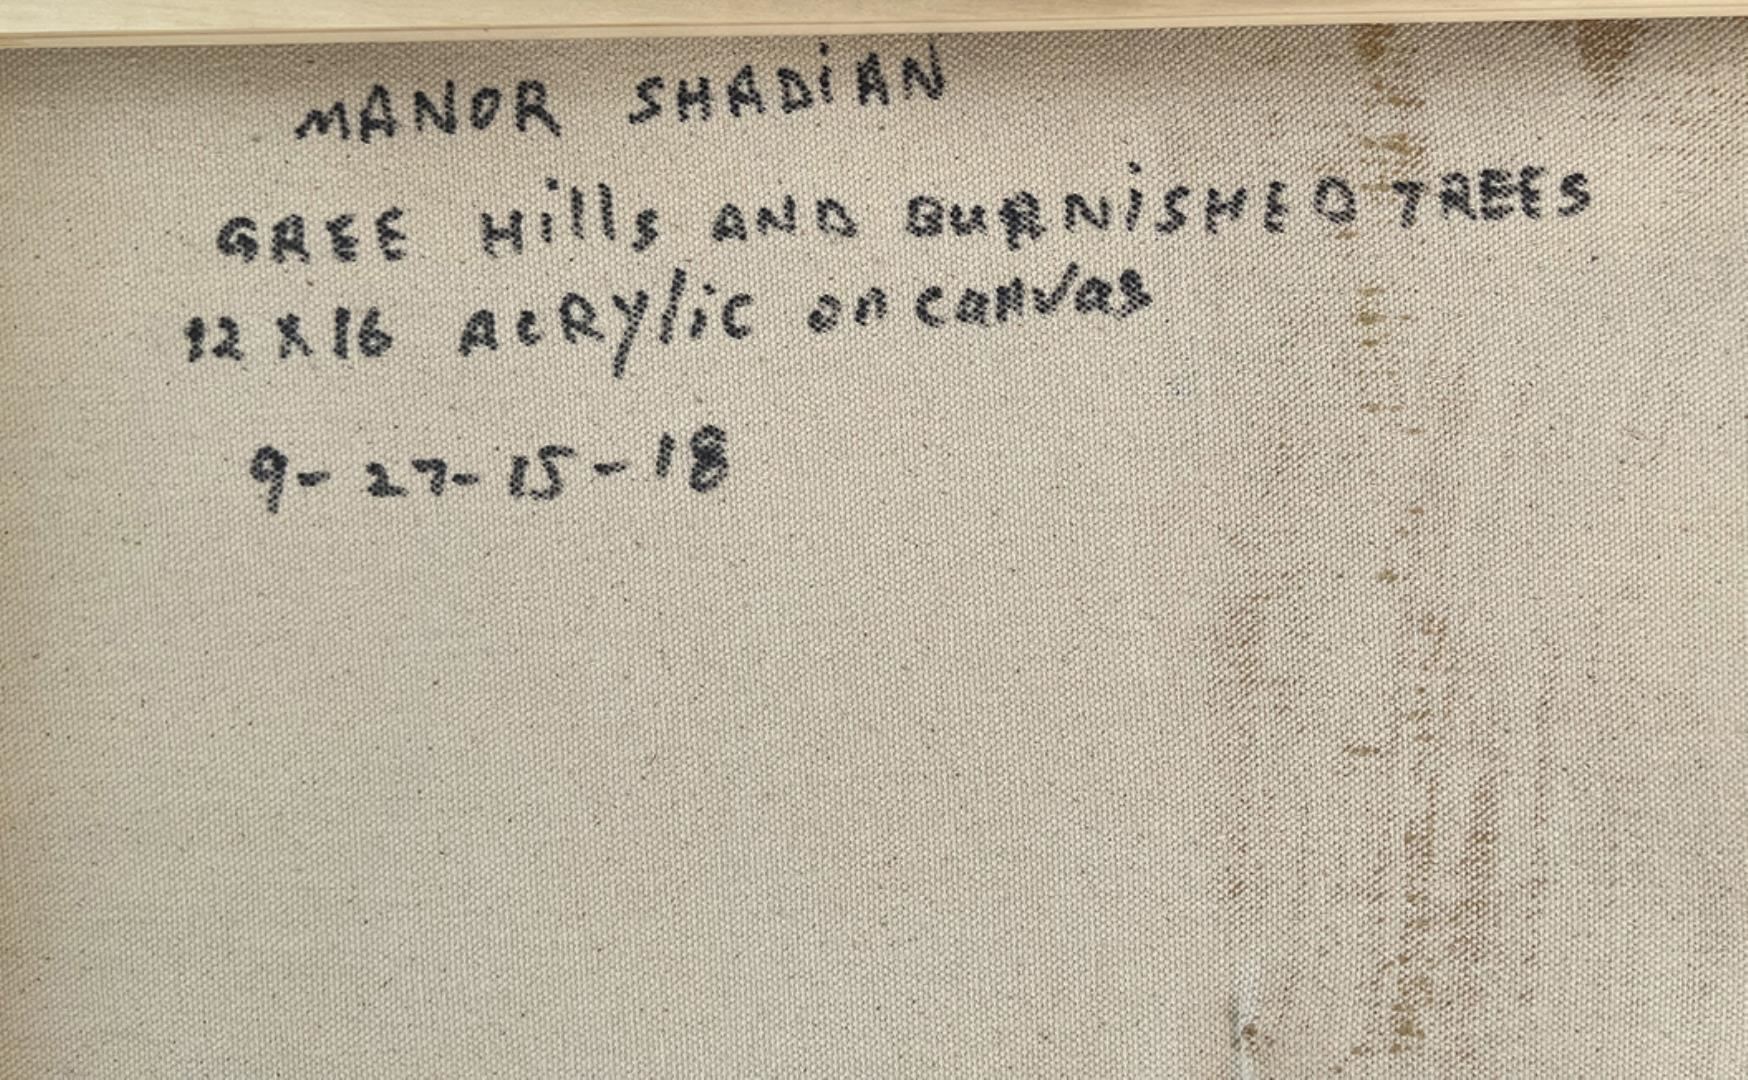 MANOR SHADiAN
GREE Hills AND BURNiSHED TREES
12 X 16 ACRYlic on canvas
9-27-15-18